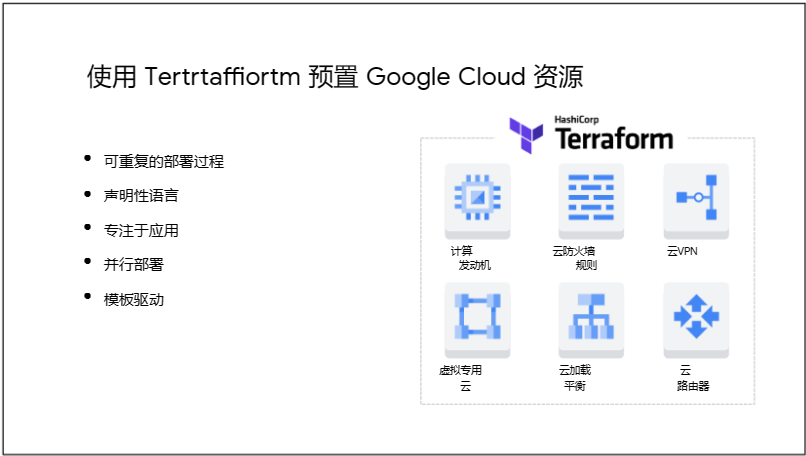 使用 Tertrtaffiortm 预置 Google Cloud 资源
HashiCorp
Terraform
• 可重复的部署过程
• 声明性语言
• 专注于应用
• 并行部署
• 模板驱动
计算
发动机
云防火墙
规则
云VPN
虚拟专用
云
云加载
平衡
云
路由器